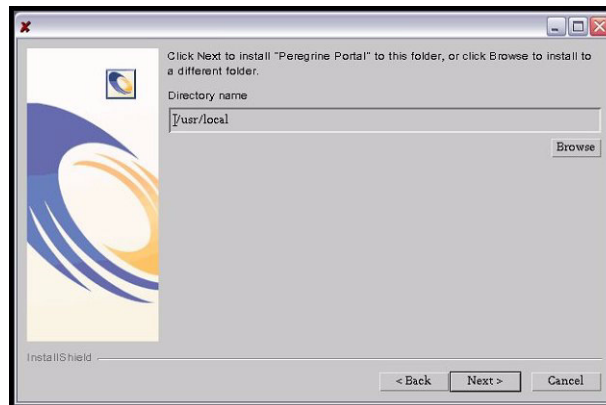 Click Next to install "Peregrine Portal" to this folder, or click Browse to install to
a different folder.
Directory name
/usr/local
Browse
InstallShield
< Back Next > Cancel